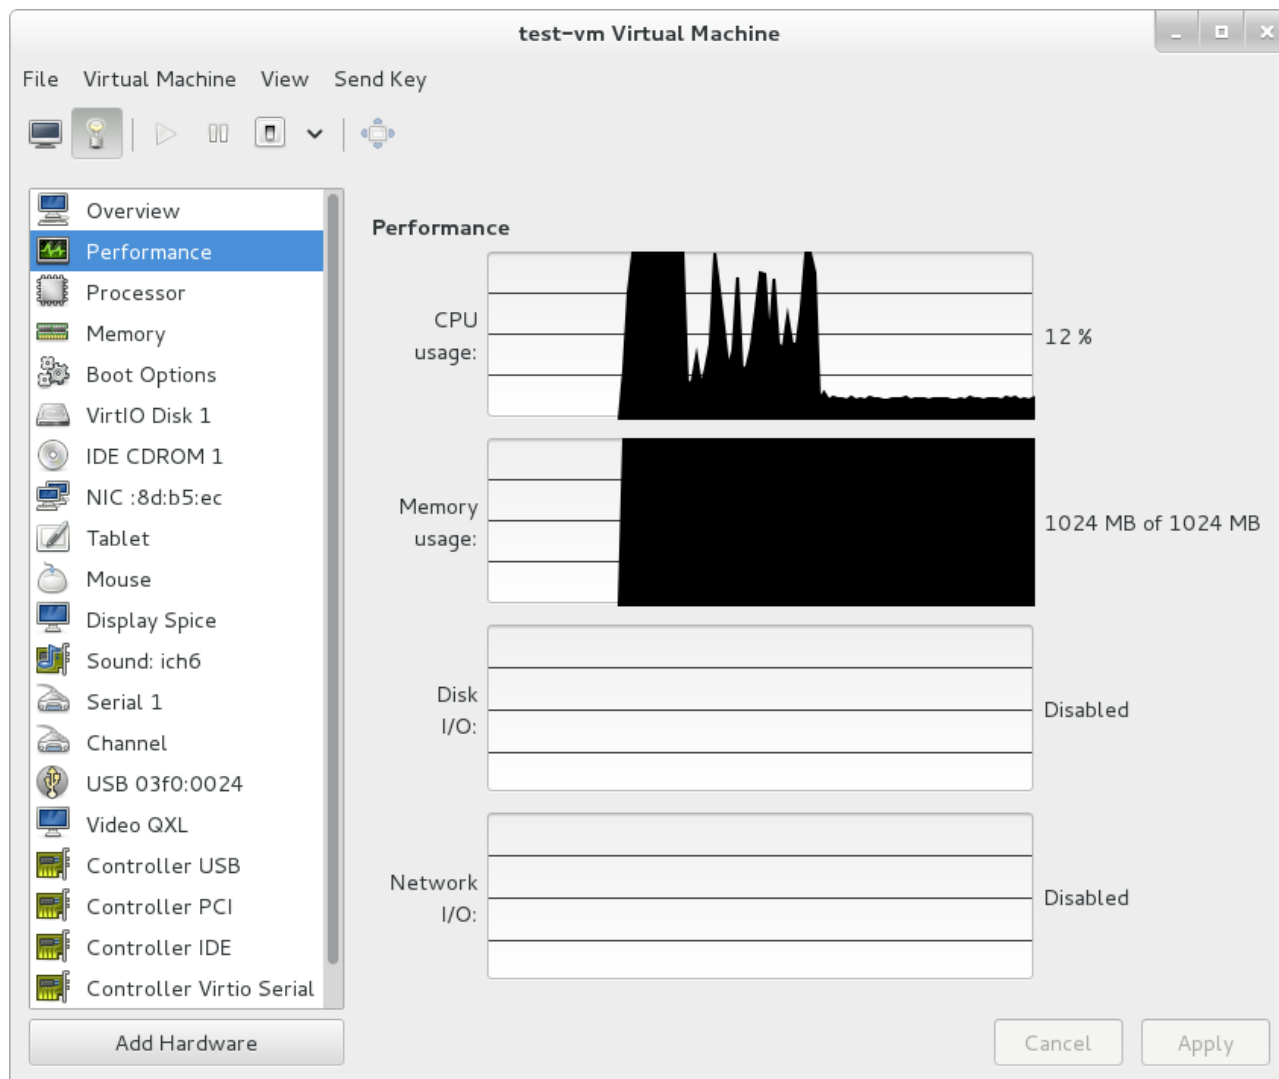 test-vm Virtual Machine
File Virtual Machine View Send Key
Overview
Performance
Processor
Memory
Boot Options
VirtIO Disk 1
IDE CDROM 1
NIC :8d:b5:ec
Tablet
Mouse
Display Spice
Sound: ich6
Serial 1
Channel
USB 03f0:0024
Video QXL
Controller USB
Controller PCI
Controller IDE
Controller Virtio Serial
Add Hardware
Performance
CPU
usage:
12 %
Memory
usage:
1024 MB of 1024 MB
Disk
I/O:
Disabled
Network
I/O:
Disabled
Cancel Apply